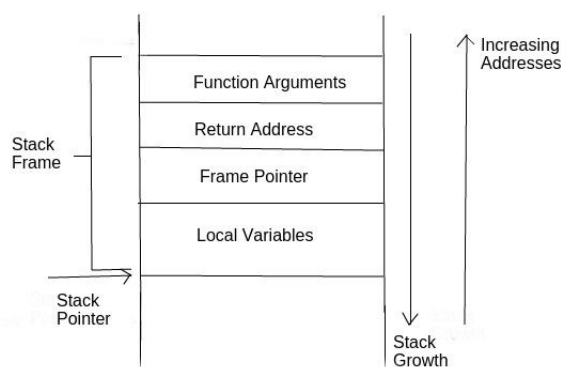 Increasing
Addresses
Function Arguments
Return Address
Stack
Frame
Frame Pointer
Local Variables
Stack
Pointer
Stack
Growth